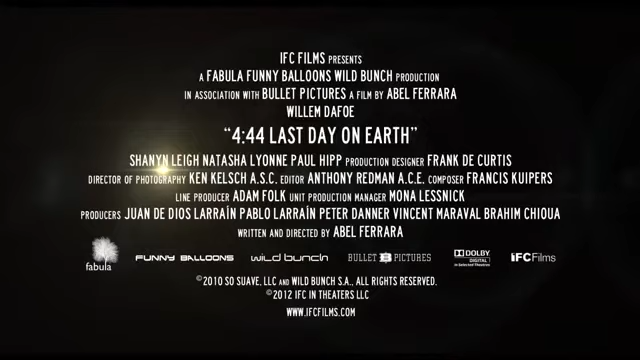 IFC FILMS PRESENTS
A FABULA FUNNY BALLOONS WILD BUNCH PRODUCTION
IN ASSOCIATION WITH BULLET PICTURES A FILM BY ABEL FERRARA
WILLEM DAFOE
“4:44 LAST DAY ON EARTH”
SHANYN LEIGH NATASHA LYONNE PAUL HIPP PRODUCTION DESIGNER FRANK DE CURTIS
DIRECTOR OF PHOTOGRAPHY KEN KELSCH A.S.C. EDITOR ANTHONY REDMAN A.C.E. COMPOSER FRANCIS KUIPERS
LINE PRODUCER ADAM FOLK UNIT PRODUCTION MANAGER MONA LESSNICK
PRODUCERS JUAN DE DIOS LARRAÍN PABLO LARRAÍN PETER DANNER VINCENT MARAVAL BRAHIM CHIOUA
WRITTEN AND DIRECTED BY ABEL FERRARA
fabula FUNNY BALLOONS wild bunch BULLET B PICTURES DOLBY DIGITAL In Selected Theatres IFC Films
©2010 SO SUAVE, LLC AND WILD BUNCH S.A., ALL RIGHTS RESERVED.
©2012 IFC IN THEATERS LLC
WWW.IFCFILMS.COM